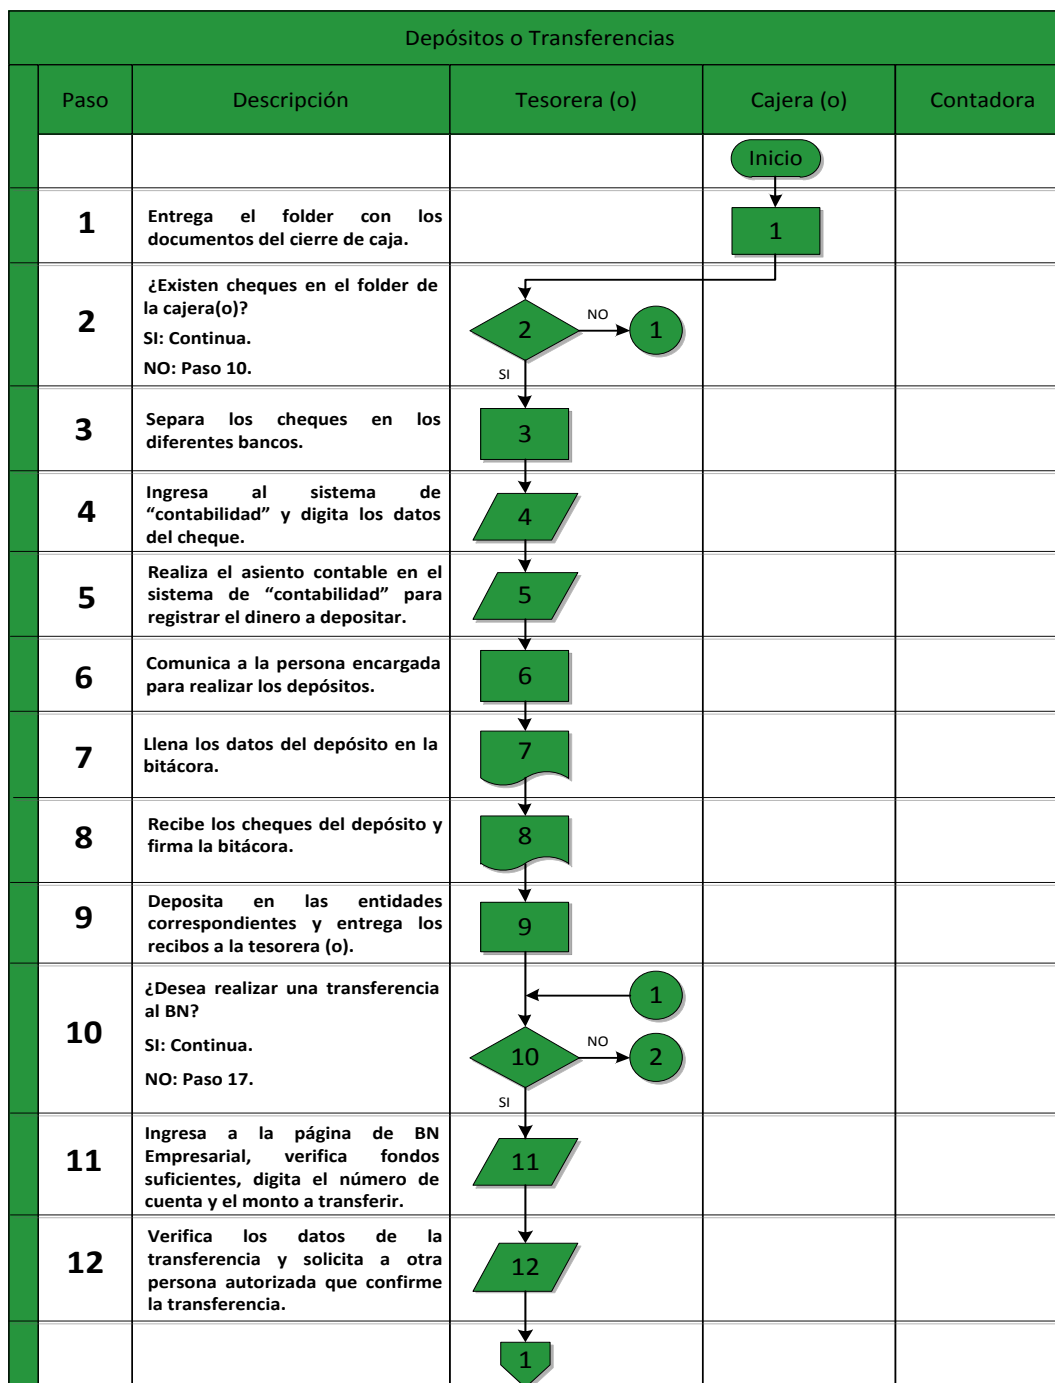 Depósitos o Transferencias
Paso
Descripción
Tesorera (o)
Cajera (o)
Contadora
Inicio
1
Entrega el folder con los
documentos del cierre de caja.
1
2
¿Existen cheques en el folder de
la cajera(o)?
SI: Continua.
NO: Paso 10.
2
NO
1
SI
3
Separa los cheques en los
diferentes bancos.
3
4
Ingresa al sistema de
“contabilidad” y digita los datos
del cheque.
4
5
Realiza el asiento contable en el
sistema de “contabilidad” para
registrar el dinero a depositar.
5
6
Comunica a la persona encargada
para realizar los depósitos.
6
7
Llena los datos del depósito en la
bitácora.
7
8
Recibe los cheques del depósito y
firma la bitácora.
8
9
Deposita en las entidades
correspondientes y entrega los
recibos a la tesorera (o).
9
10
¿Desea realizar una transferencia
al BN?
SI: Continua.
NO: Paso 17.
1
10
NO
2
SI
11
Ingresa a la página de BN
Empresarial, verifica fondos
suficientes, digita el número de
cuenta y el monto a transferir.
11
12
Verifica los datos de la
transferencia y solicita a otra
persona autorizada que confirme
la transferencia.
12
1